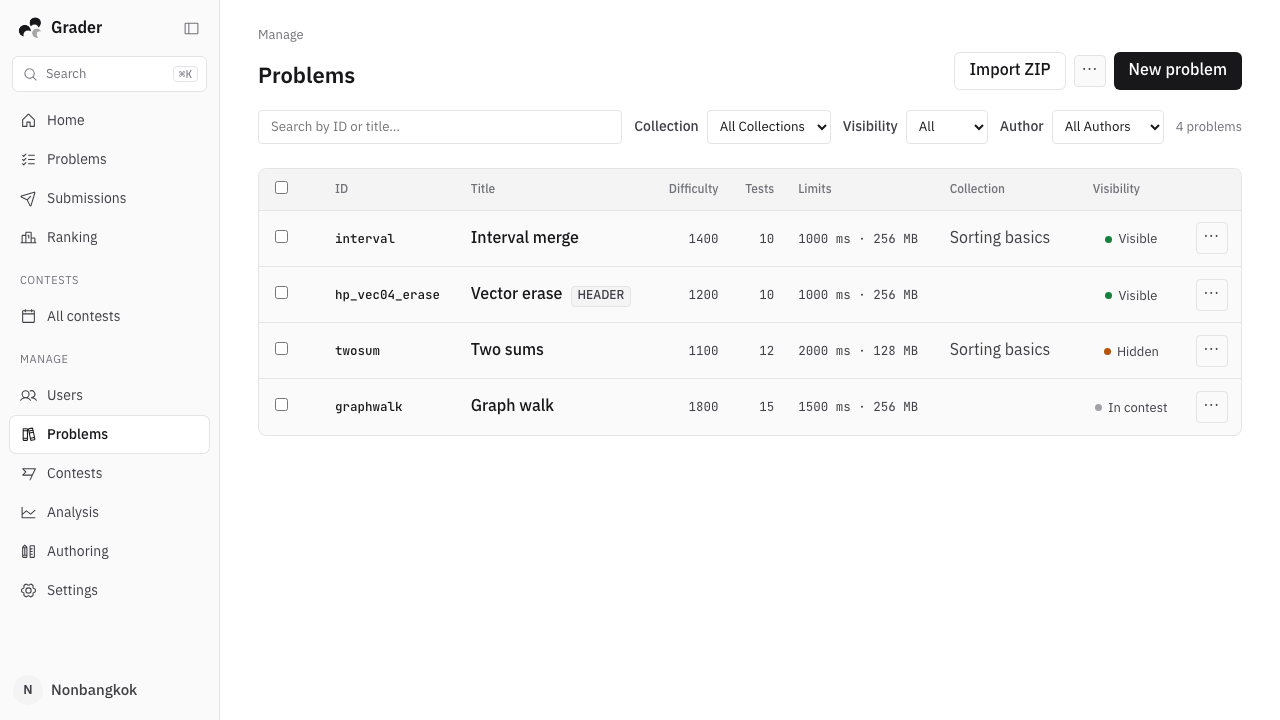 Grader
Search ⌘K
Home
Problems
Submissions
Ranking
CONTESTS
All contests
MANAGE
Users
Problems
Contests
Analysis
Authoring
Settings
N Nonbangkok
Manage
Problems
Import ZIP ... New problem
Search by ID or title... Collection All Collections Visibility All Author All Authors 4 problems
ID Title Difficulty Tests Limits Collection Visibility
interval Interval merge 1400 10 1000 ms · 256 MB Sorting basics Visible ...
hp_vec04_erase Vector erase HEADER 1200 10 1000 ms · 256 MB Visible ...
twosum Two sums 1100 12 2000 ms · 128 MB Sorting basics Hidden ...
graphwalk Graph walk 1800 15 1500 ms · 256 MB In contest ...